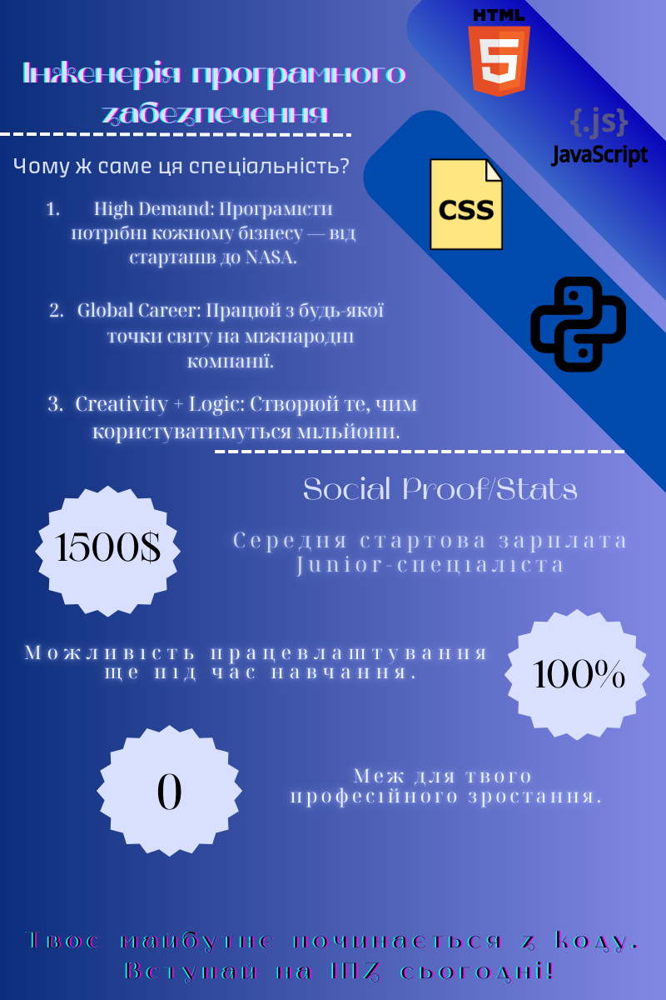 HTML
5
Інженерія програмного
забезпечення
{.js}
JavaScript
Чому ж саме ця спеціальність?
CSS
1. High Demand: Програмісти
потрібні кожному бізнесу — від
стартапів до NASA.
2. Global Career: Працюй з будь-якої
точки світу на міжнародні
компанії.
3. Creativity + Logic: Створюй те, чим
користуватимуться мільйони.
Social Proof/Stats
1500$
Середня стартова зарплата
Junior-спеціаліста
Можливість працевлаштування
ще під час навчання.
100%
0
Меж для твого
професійного зростання.
Твоє майбутнє починається з коду.
Вступай на ІПЗ сьогодні!